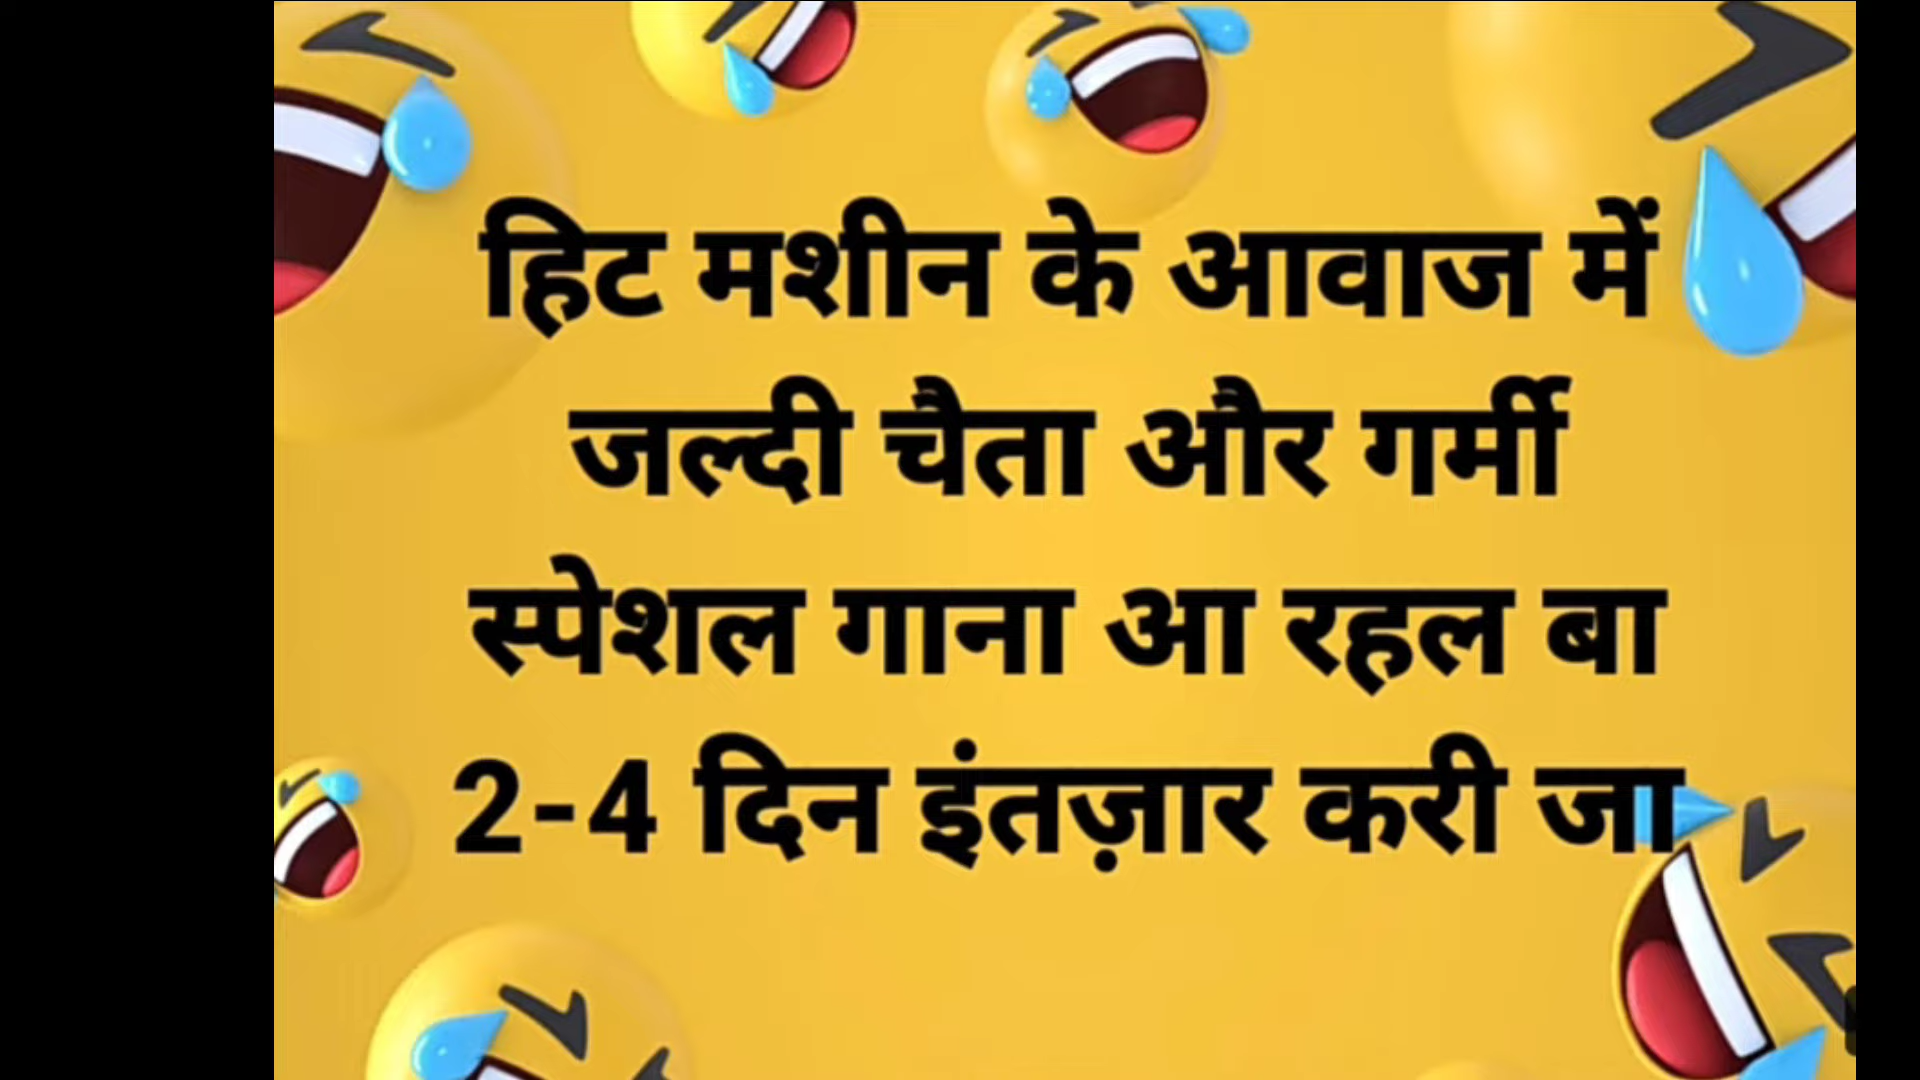 हिट मशीन के आवाज में
जल्दी चैता और गर्मी
स्पेशल गाना आ रहल बा
2-4 दिन इंतज़ार करी जा